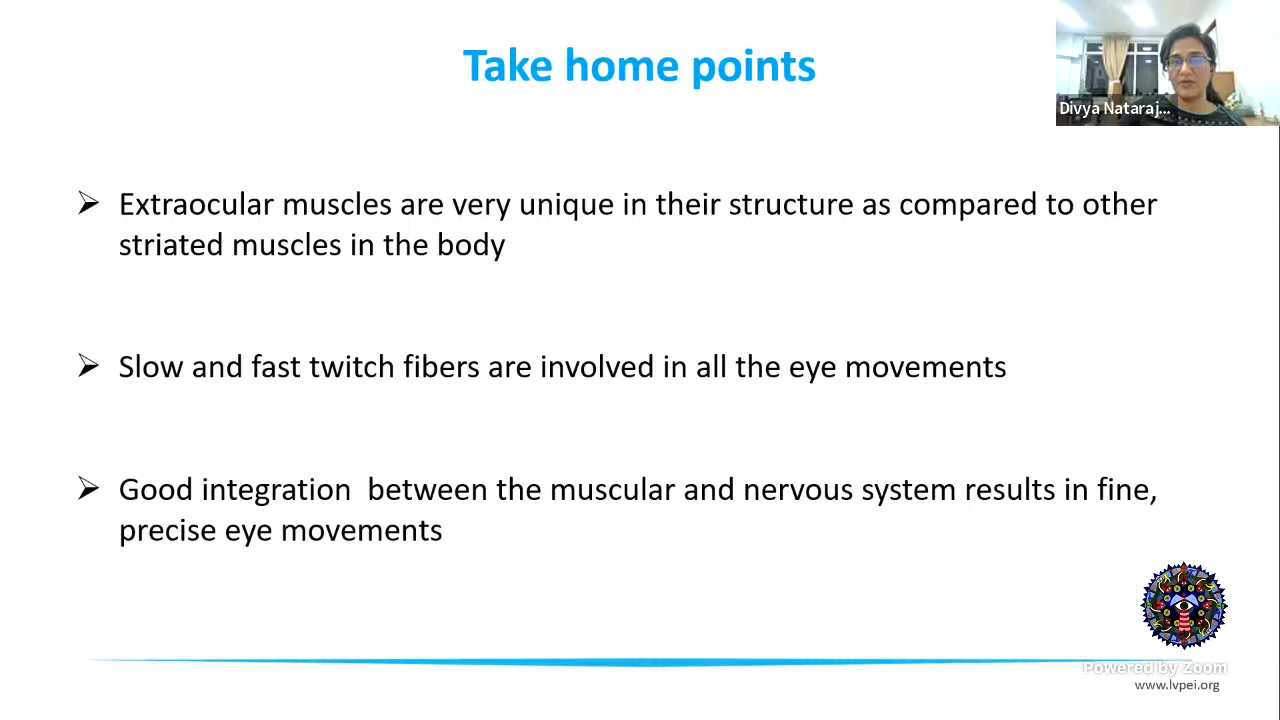 Take home points
Divya Nataraj...
➢ Extraocular muscles are very unique in their structure as compared to other
striated muscles in the body
➢ Slow and fast twitch fibers are involved in all the eye movements
➢ Good integration  between the muscular and nervous system results in fine,
precise eye movements
Powered by Zoom
www.lvpei.org